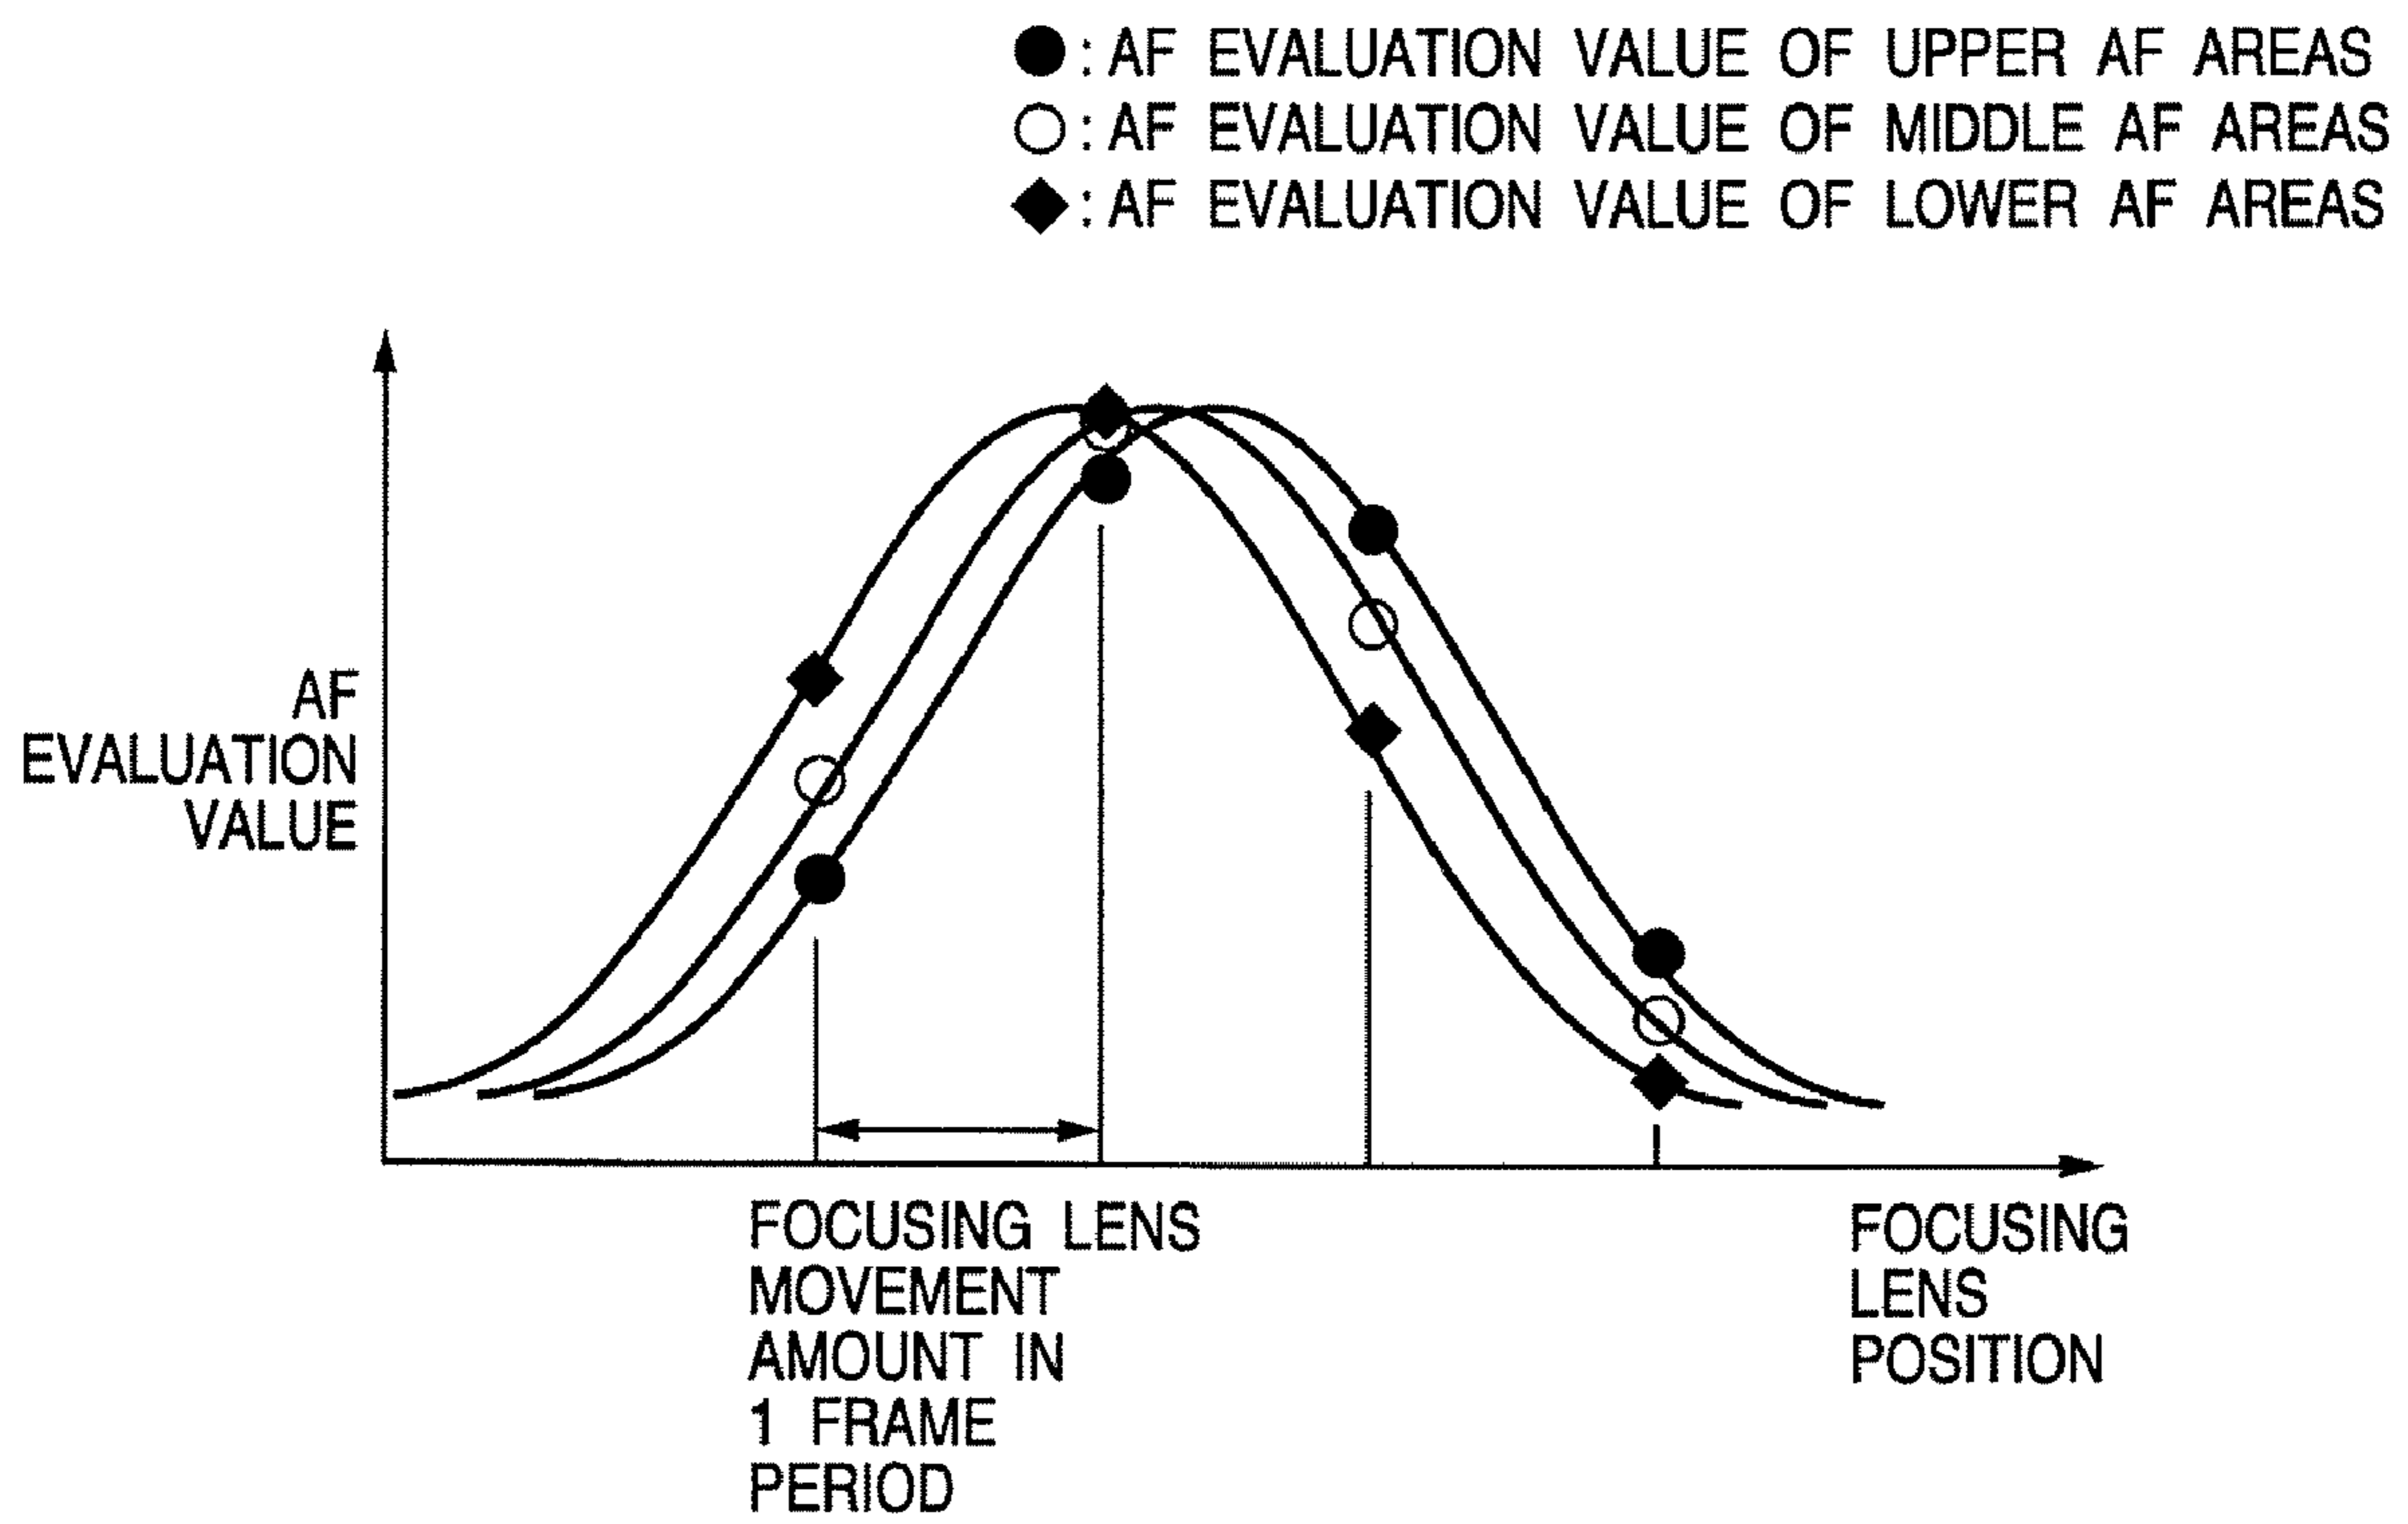 ● : AF EVALUATION VALUE OF UPPER AF AREAS
○ : AF EVALUATION VALUE OF MIDDLE AF AREAS
◆ : AF EVALUATION VALUE OF LOWER AF AREAS
AF
EVALUATION
VALUE
FOCUSING LENS
MOVEMENT
AMOUNT IN
1 FRAME
PERIOD
FOCUSING
LENS
POSITION